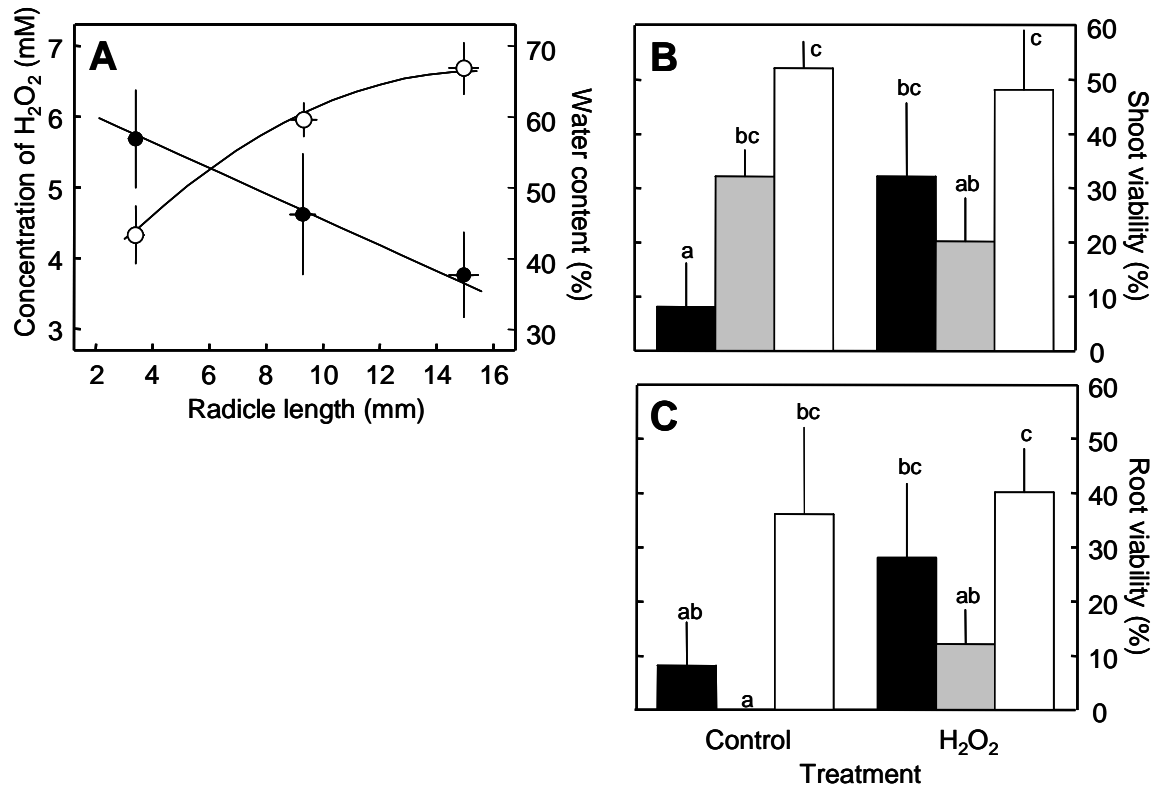 A
Concentration of H₂O₂ (mM)
7
6
5
4
3
Water content (%)
70
60
50
40
30
2 4 6 8 10 12 14 16
Radicle length (mm)
B
a
bc
c
bc
ab
c
Shoot viability (%)
60
50
40
30
20
10
0
C
ab
a
bc
bc
ab
c
Root viability (%)
60
50
40
30
20
10
0
Control H₂O₂
Treatment